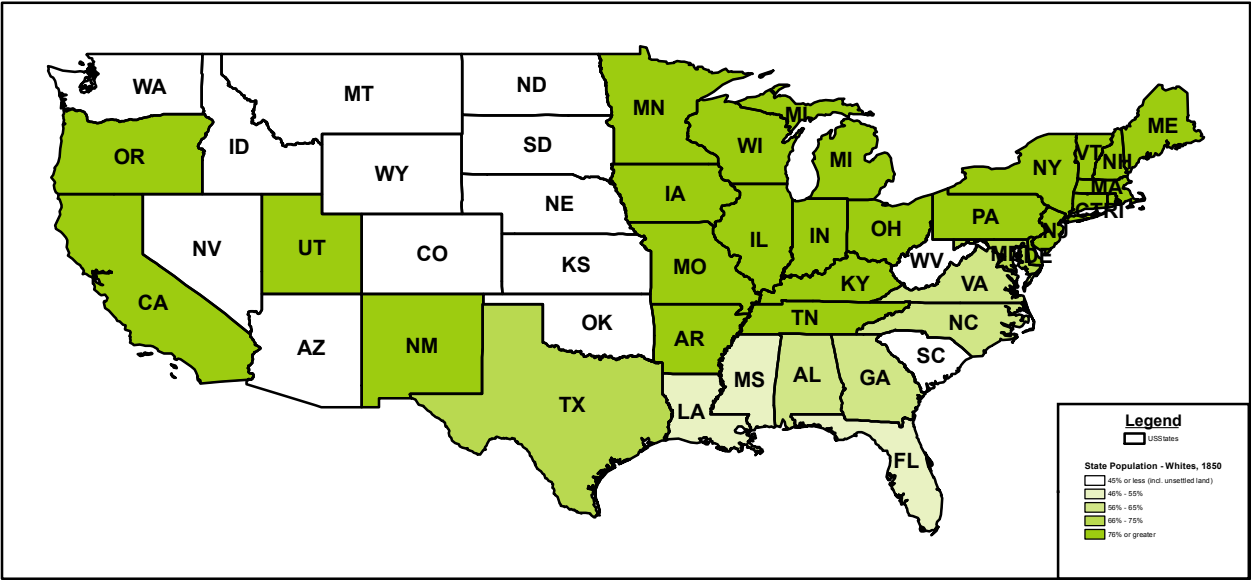 WA
MT
ND
MN
MI
ME
OR
ID
SD
WI
MI
VT
NH
NY
WY
MA
NE
IA
CT
RI
PA
NJ
NV
UT
CO
IL
IN
OH
MD
DE
WV
KS
MO
VA
CA
KY
OK
TN
NC
AZ
NM
AR
SC
MS
AL
GA
TX
LA
FL
Legend
USStates
State Population - Whites, 1850
45% or less (incl. unsettled land)
46% - 55%
56% - 65%
66% - 75%
76% or greater